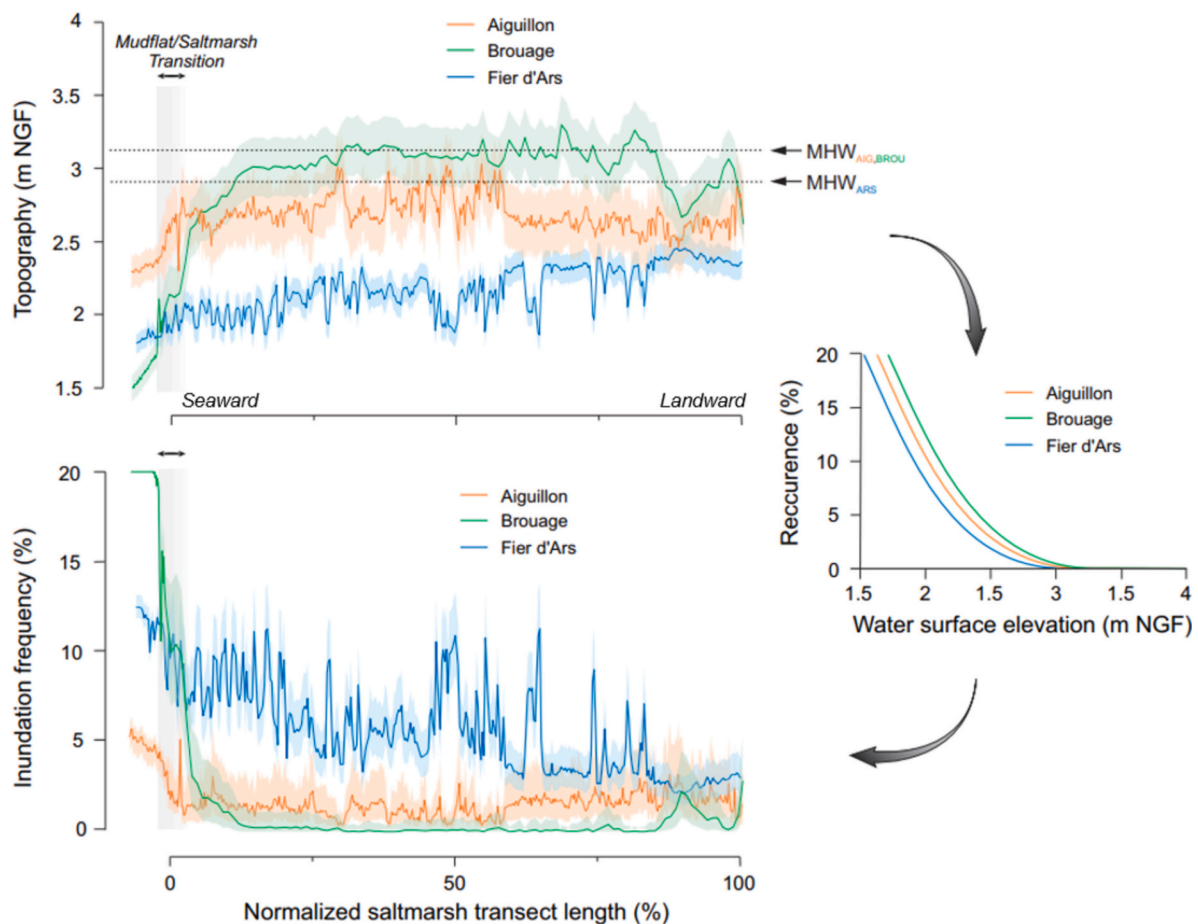 4
3.5
3
2.5
2
1.5
Topography (m NGF)
Mudflat/Saltmarsh
Transition
Aiguillon
Brouage
Fier d'Ars
MHWAIG,BROU
MHWARS
Seaward
Landward
0
50
100
20
15
10
5
0
Inundation frequency (%)
Aiguillon
Brouage
Fier d'Ars
0
50
100
Normalized saltmarsh transect length (%)
20
15
10
5
0
Reccurence (%)
Aiguillon
Brouage
Fier d'Ars
1.5
2
1.5
3
1.5
4
Water surface elevation (m NGF)